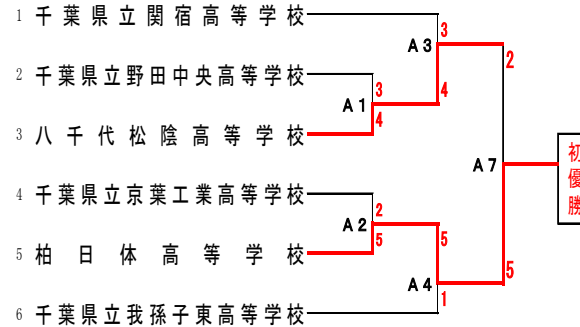 1 千葉県立関宿高等学校
3
A3
2
2 千葉県立野田中央高等学校
3
4
A1
4
3 八千代松陰高等学校
A7
初優勝
4 千葉県立京葉工業高等学校
2
A2
5
5
5 柏日体高等学校
5
A4
1
6 千葉県立我孫子東高等学校